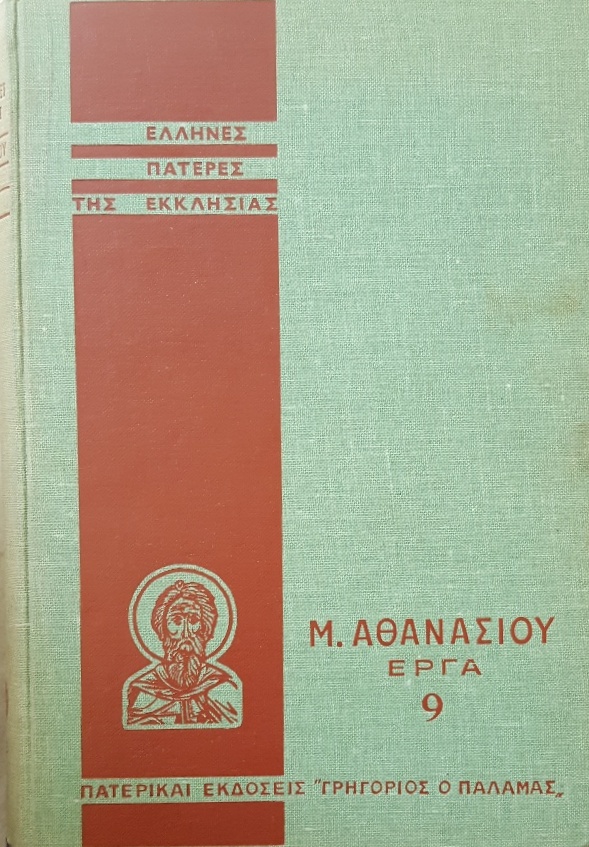 ΕΛΛΗΝΕΣ
ΠΑΤΕΡΕΣ
ΤΗΣ ΕΚΚΛΗΣΙΑΣ
Μ. ΑΘΑΝΑΣΙΟΥ
ΕΡΓΑ
9
ΠΑΤΕΡΙΚΑΙ ΕΚΔΟΣΕΙΣ "ΓΡΗΓΟΡΙΟΣ Ο ΠΑΛΑΜΑΣ„